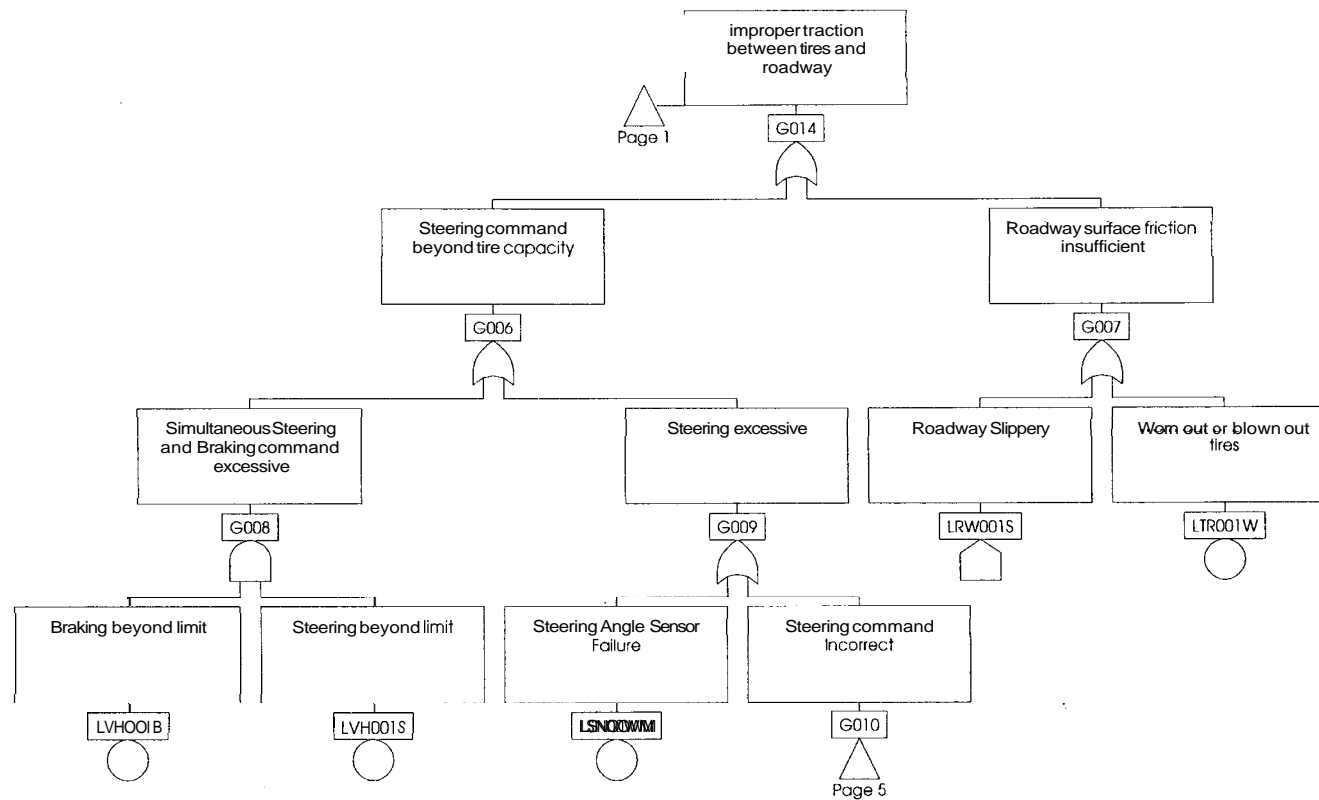 improper traction
between tires and
roadway
Page 1
G014
Steering command
beyond tire capacity
Roadway surface friction
insufficient
G006
G007
Simultaneous Steering
and Braking command
excessive
Steering excessive
Roadway Slippery
Worn out or blown out
tires
G008
G009
LRW001S
LTR001W
Braking beyond limit
Steering beyond limit
Steering Angle Sensor
Failure
Steering command
Incorrect
LVH001B
LVH001S
G010
Page 5